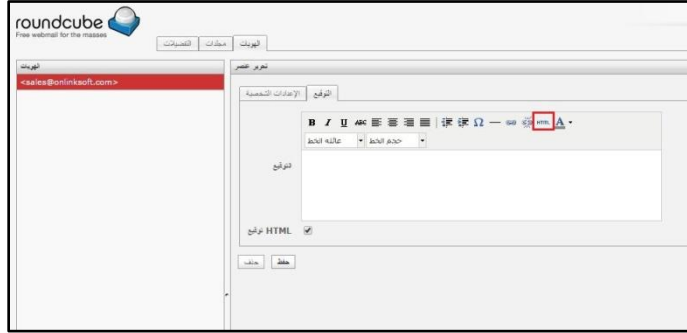 roundcube
Free webmail for the masses
التفضيلات مجلدات الهويات
الهويات
<sales@onlinksoft.com>
تحرير عنصر
الإعدادات الشخصية التوقيع
B I U ABC Ω — HTML A
عائلة الخط حجم الخط
التوقيع
توقيع HTML
حذف حفظ